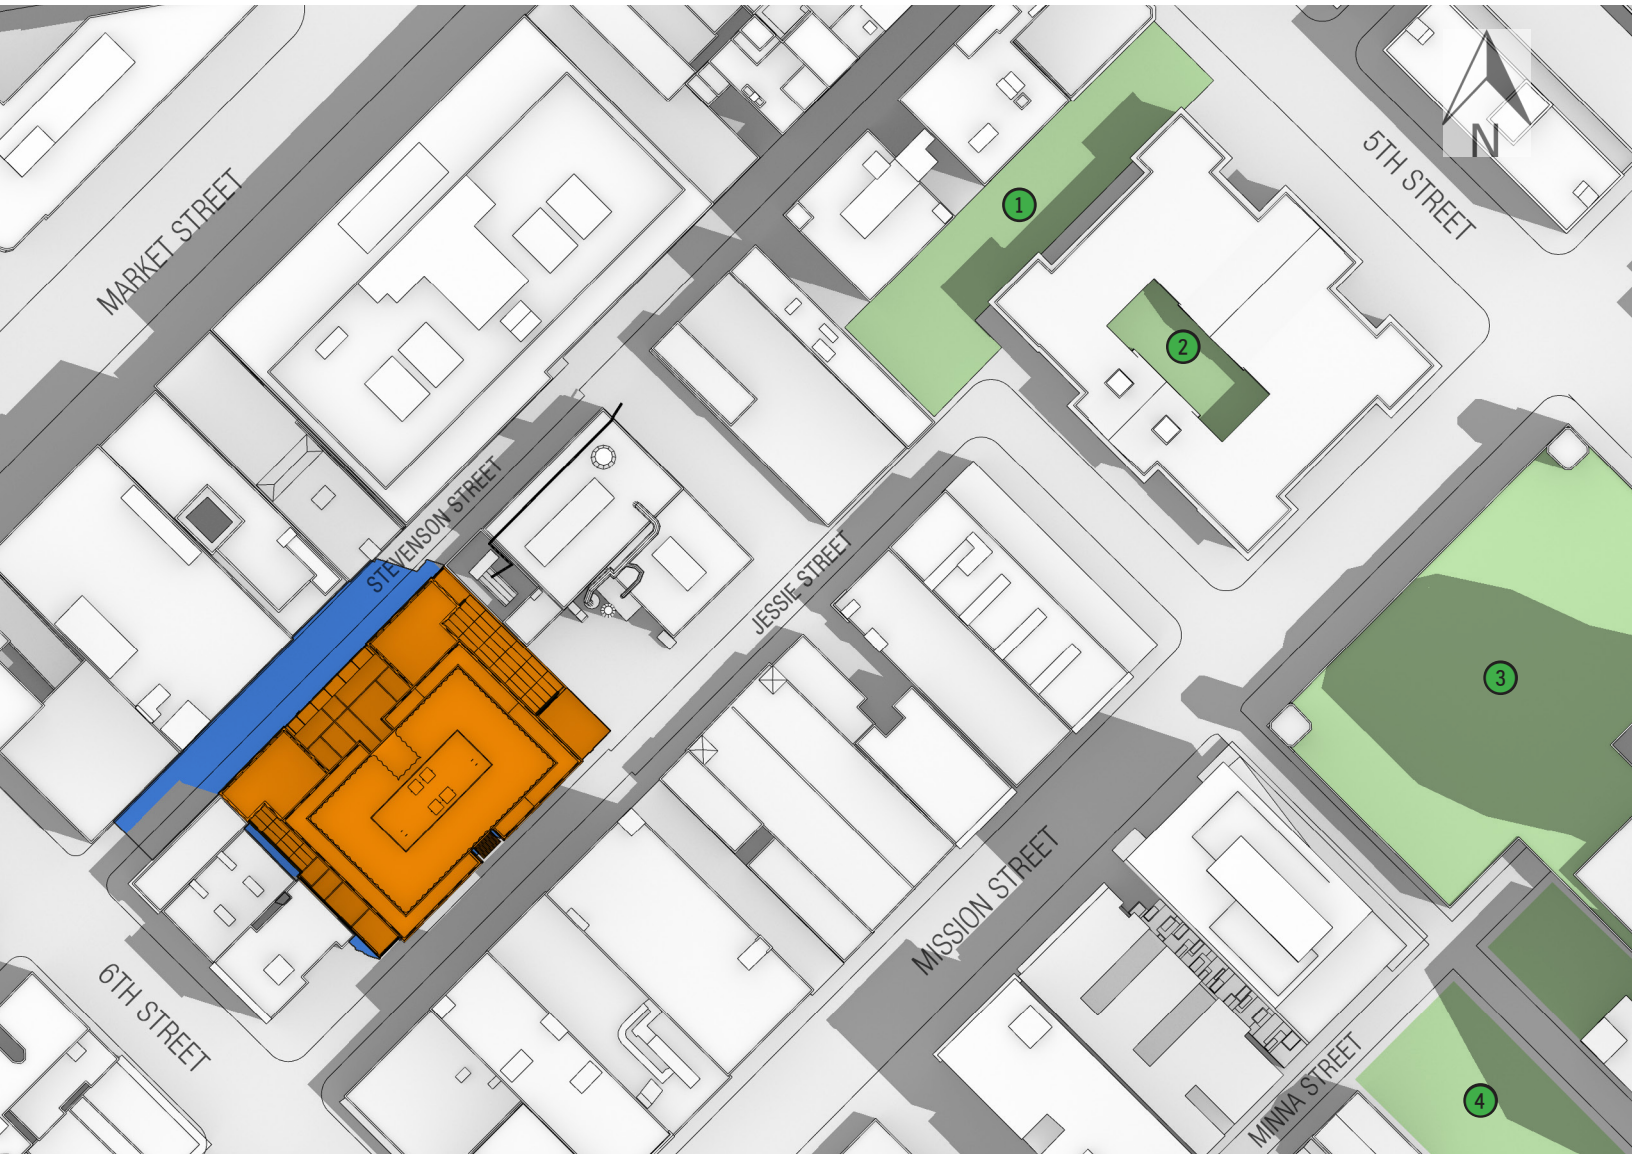 N
5TH STREET
MARKET STREET
1
2
STEVENSON STREET
JESSIE STREET
3
MISSION STREET
6TH STREET
MINNA STREET
4